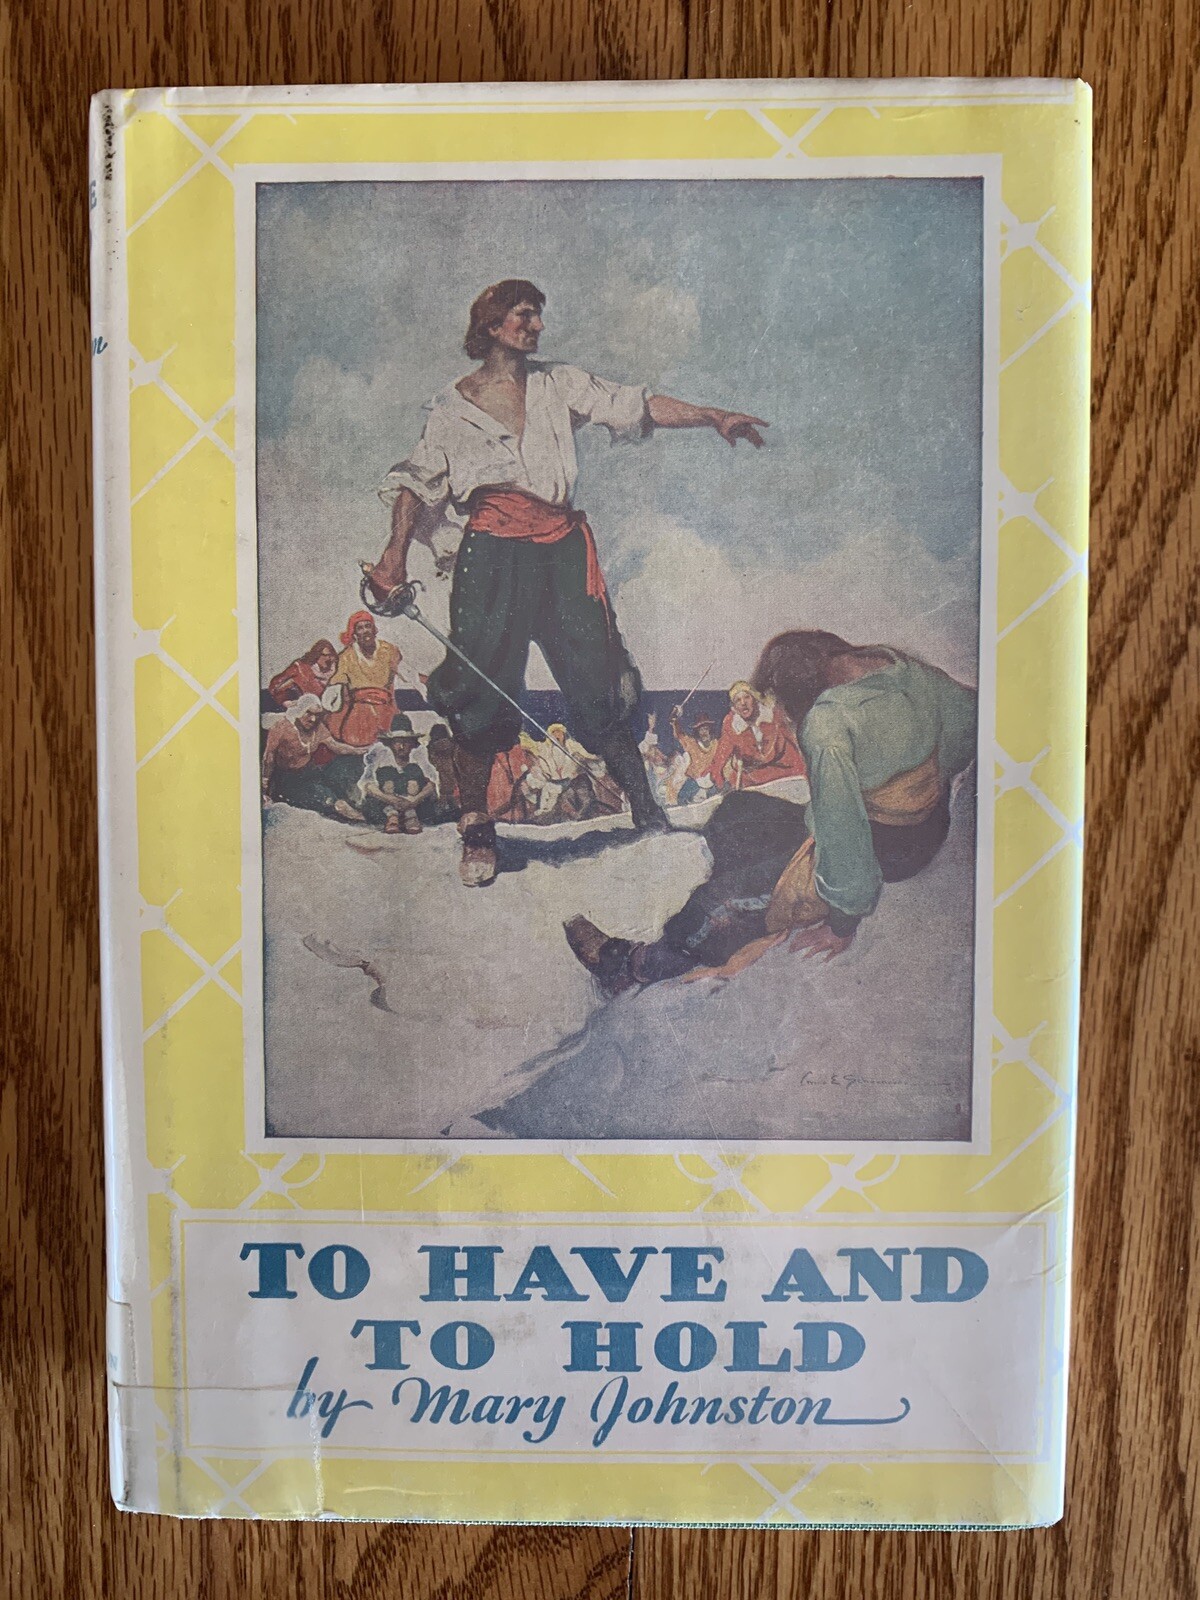 TO HAVE AND
TO HOLD
by Mary Johnston